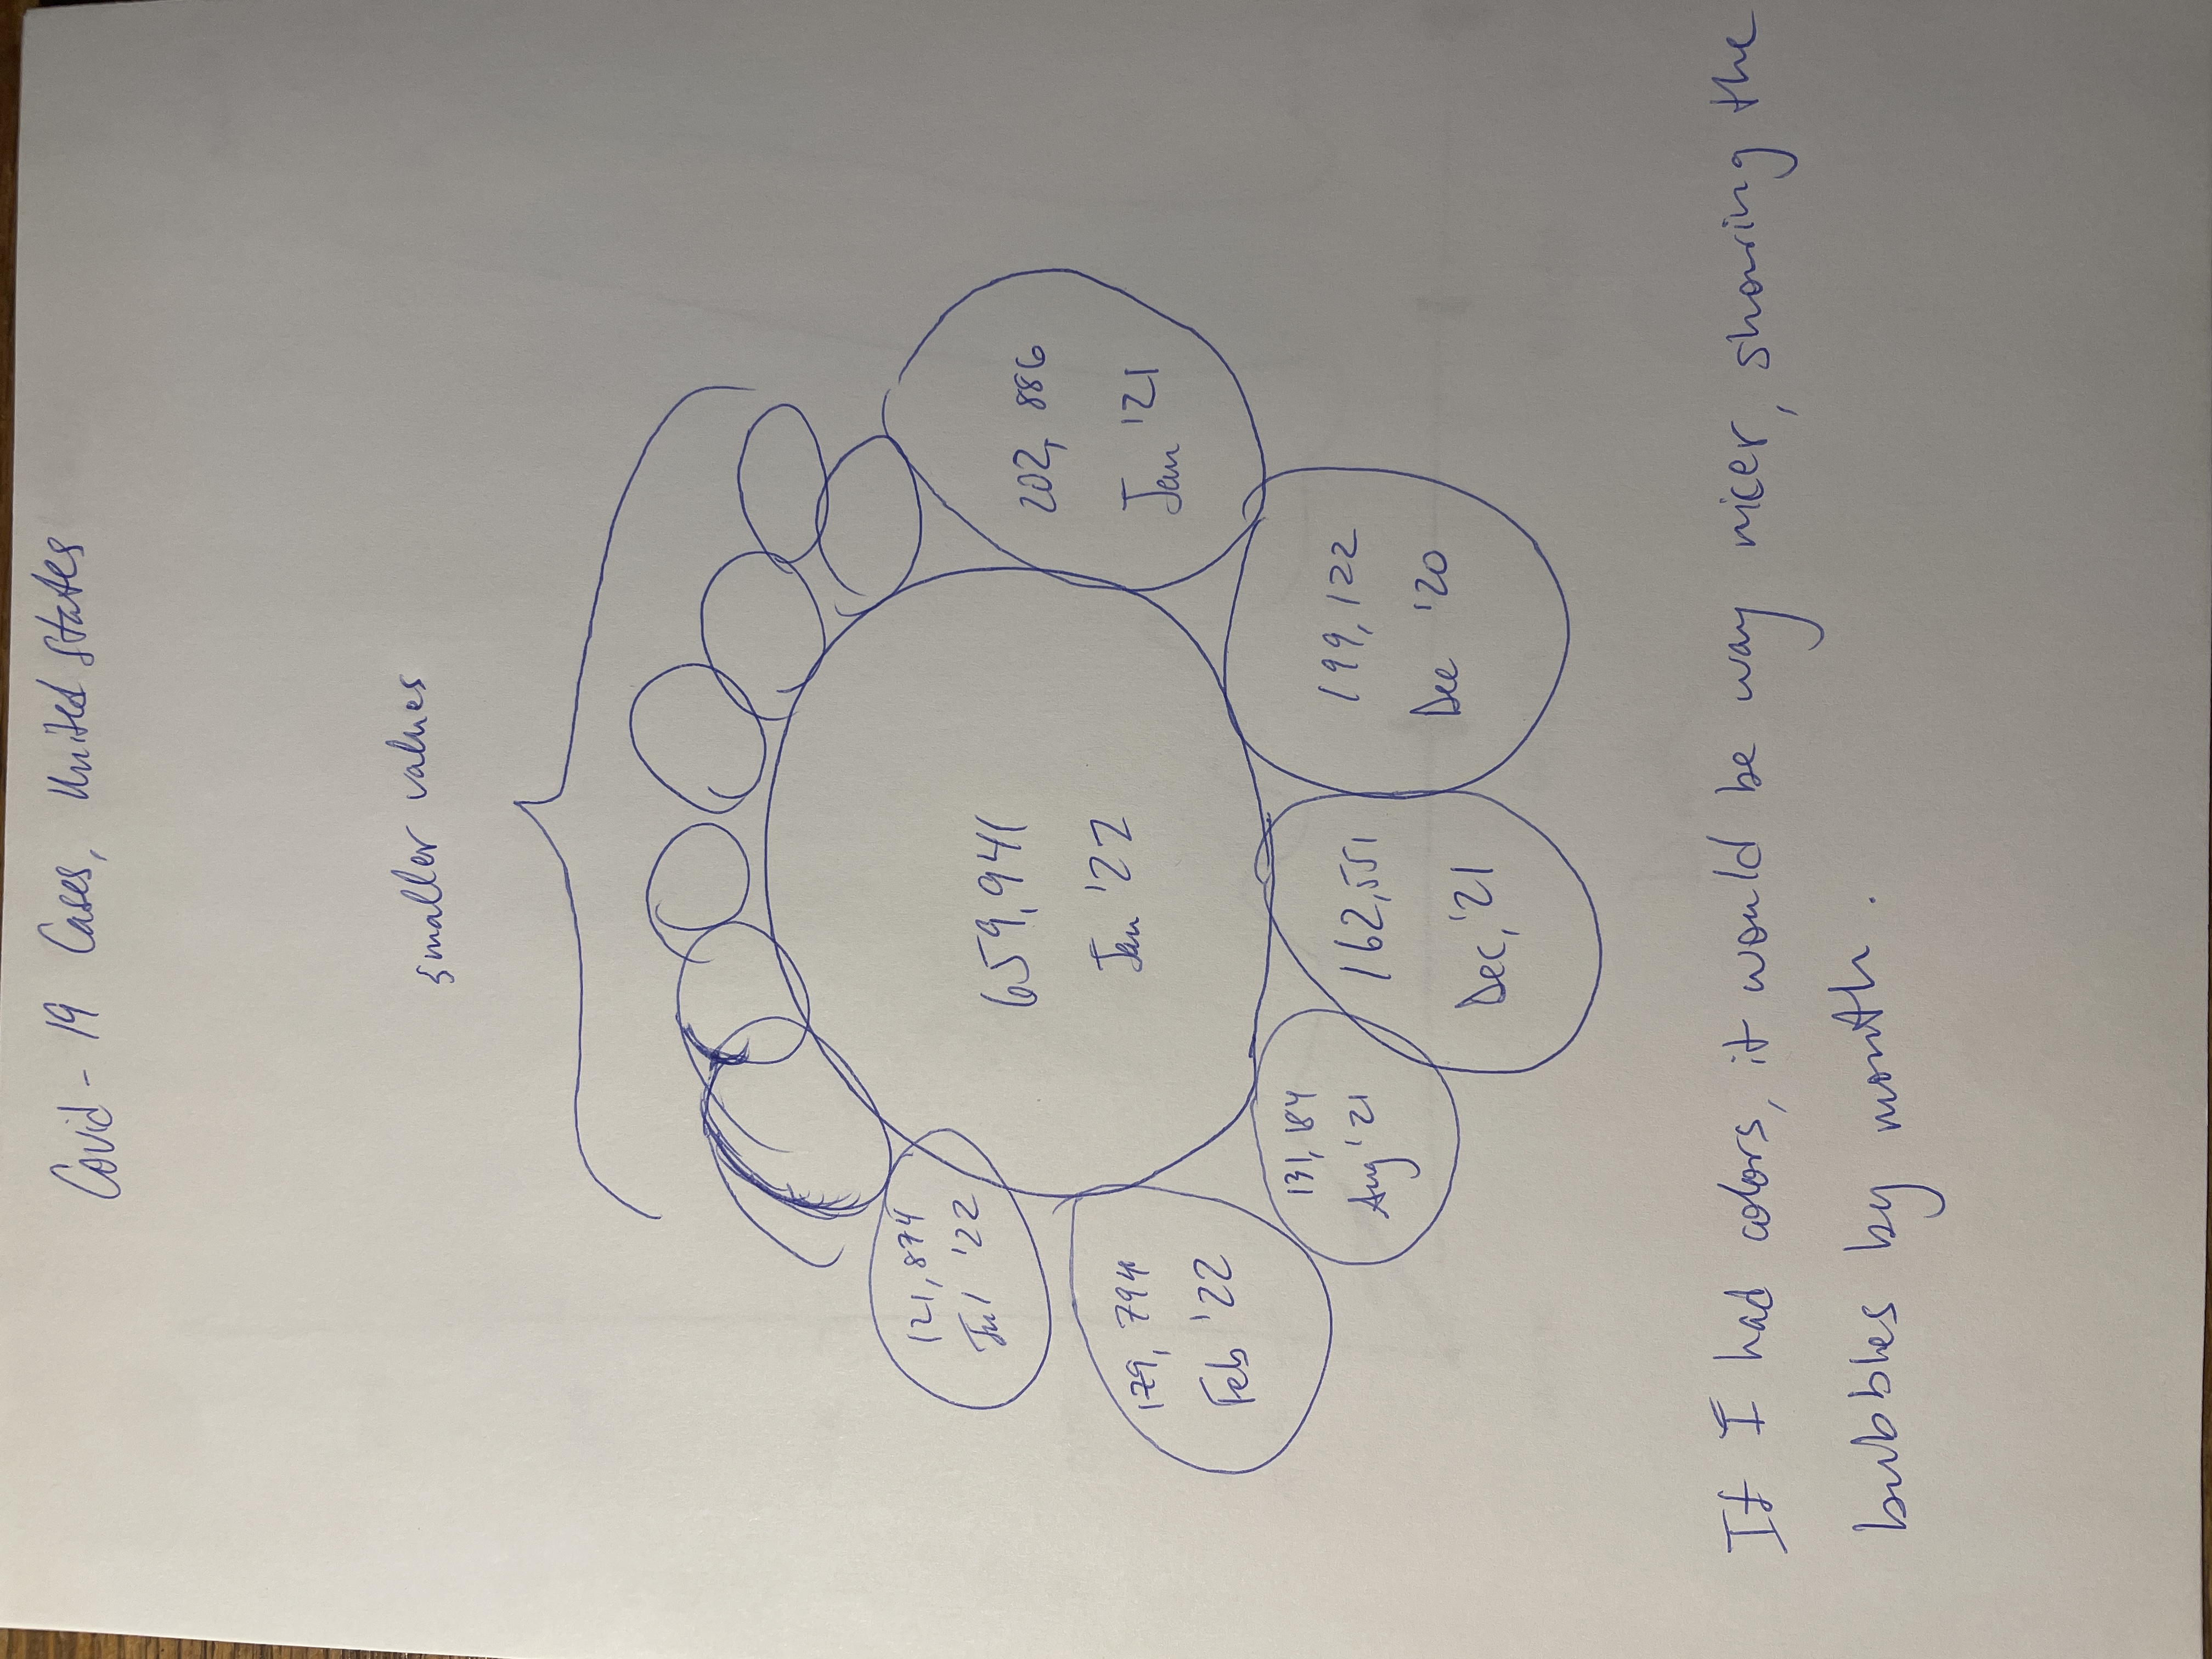 Covid-19 Cases, United States
smaller values
121,874
Jul '22
659,941
Jan '22
202, 886
Jan '21
179, 794
Feb '22
131, 184
Aug '21
162,551
Dec, '21
199,122
Dec '20
If I had colors, it would be way nicer, sharing the
bubbles by month.